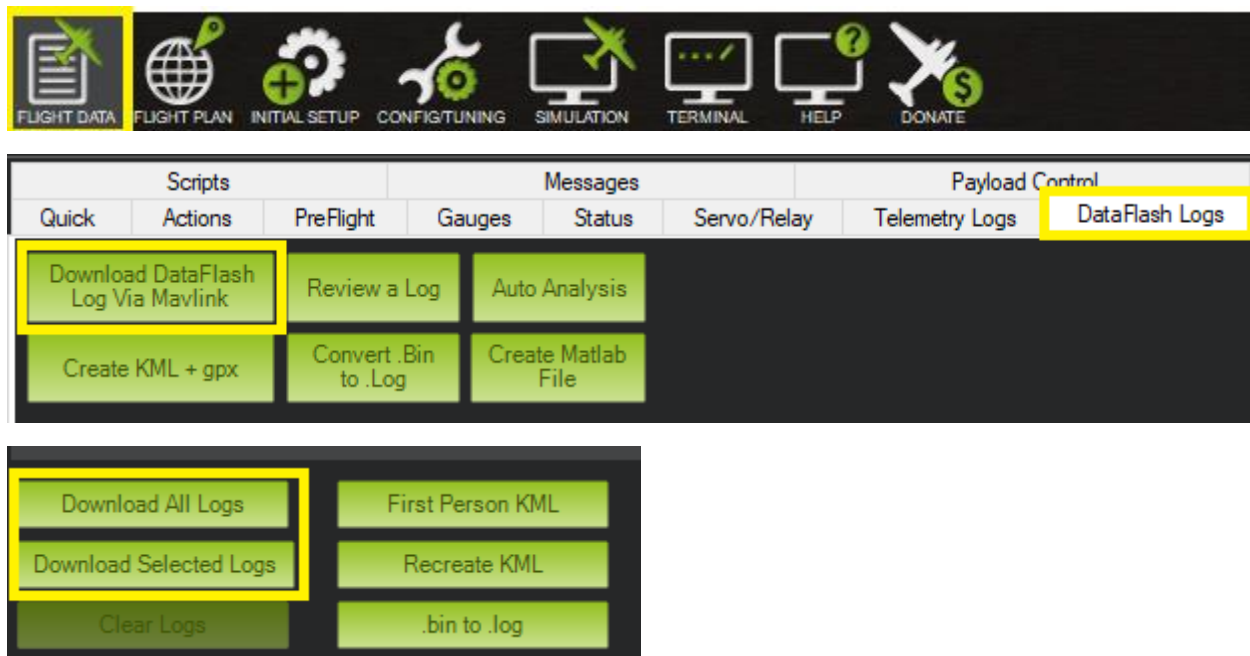 FLIGHT DATA FLIGHT PLAN INITIAL SETUP CONFIG/TUNING SIMULATION TERMINAL HELP DONATE
Scripts Messages Payload Control
Quick Actions PreFlight Gauges Status Servo/Relay Telemetry Logs DataFlash Logs
Download DataFlash
Log Via Mavlink
Review a Log
Auto Analysis
Create KML + gpx
Convert .Bin
to .Log
Create Matlab
File
Download All Logs
First Person KML
Download Selected Logs
Recreate KML
Clear Logs
.bin to .log